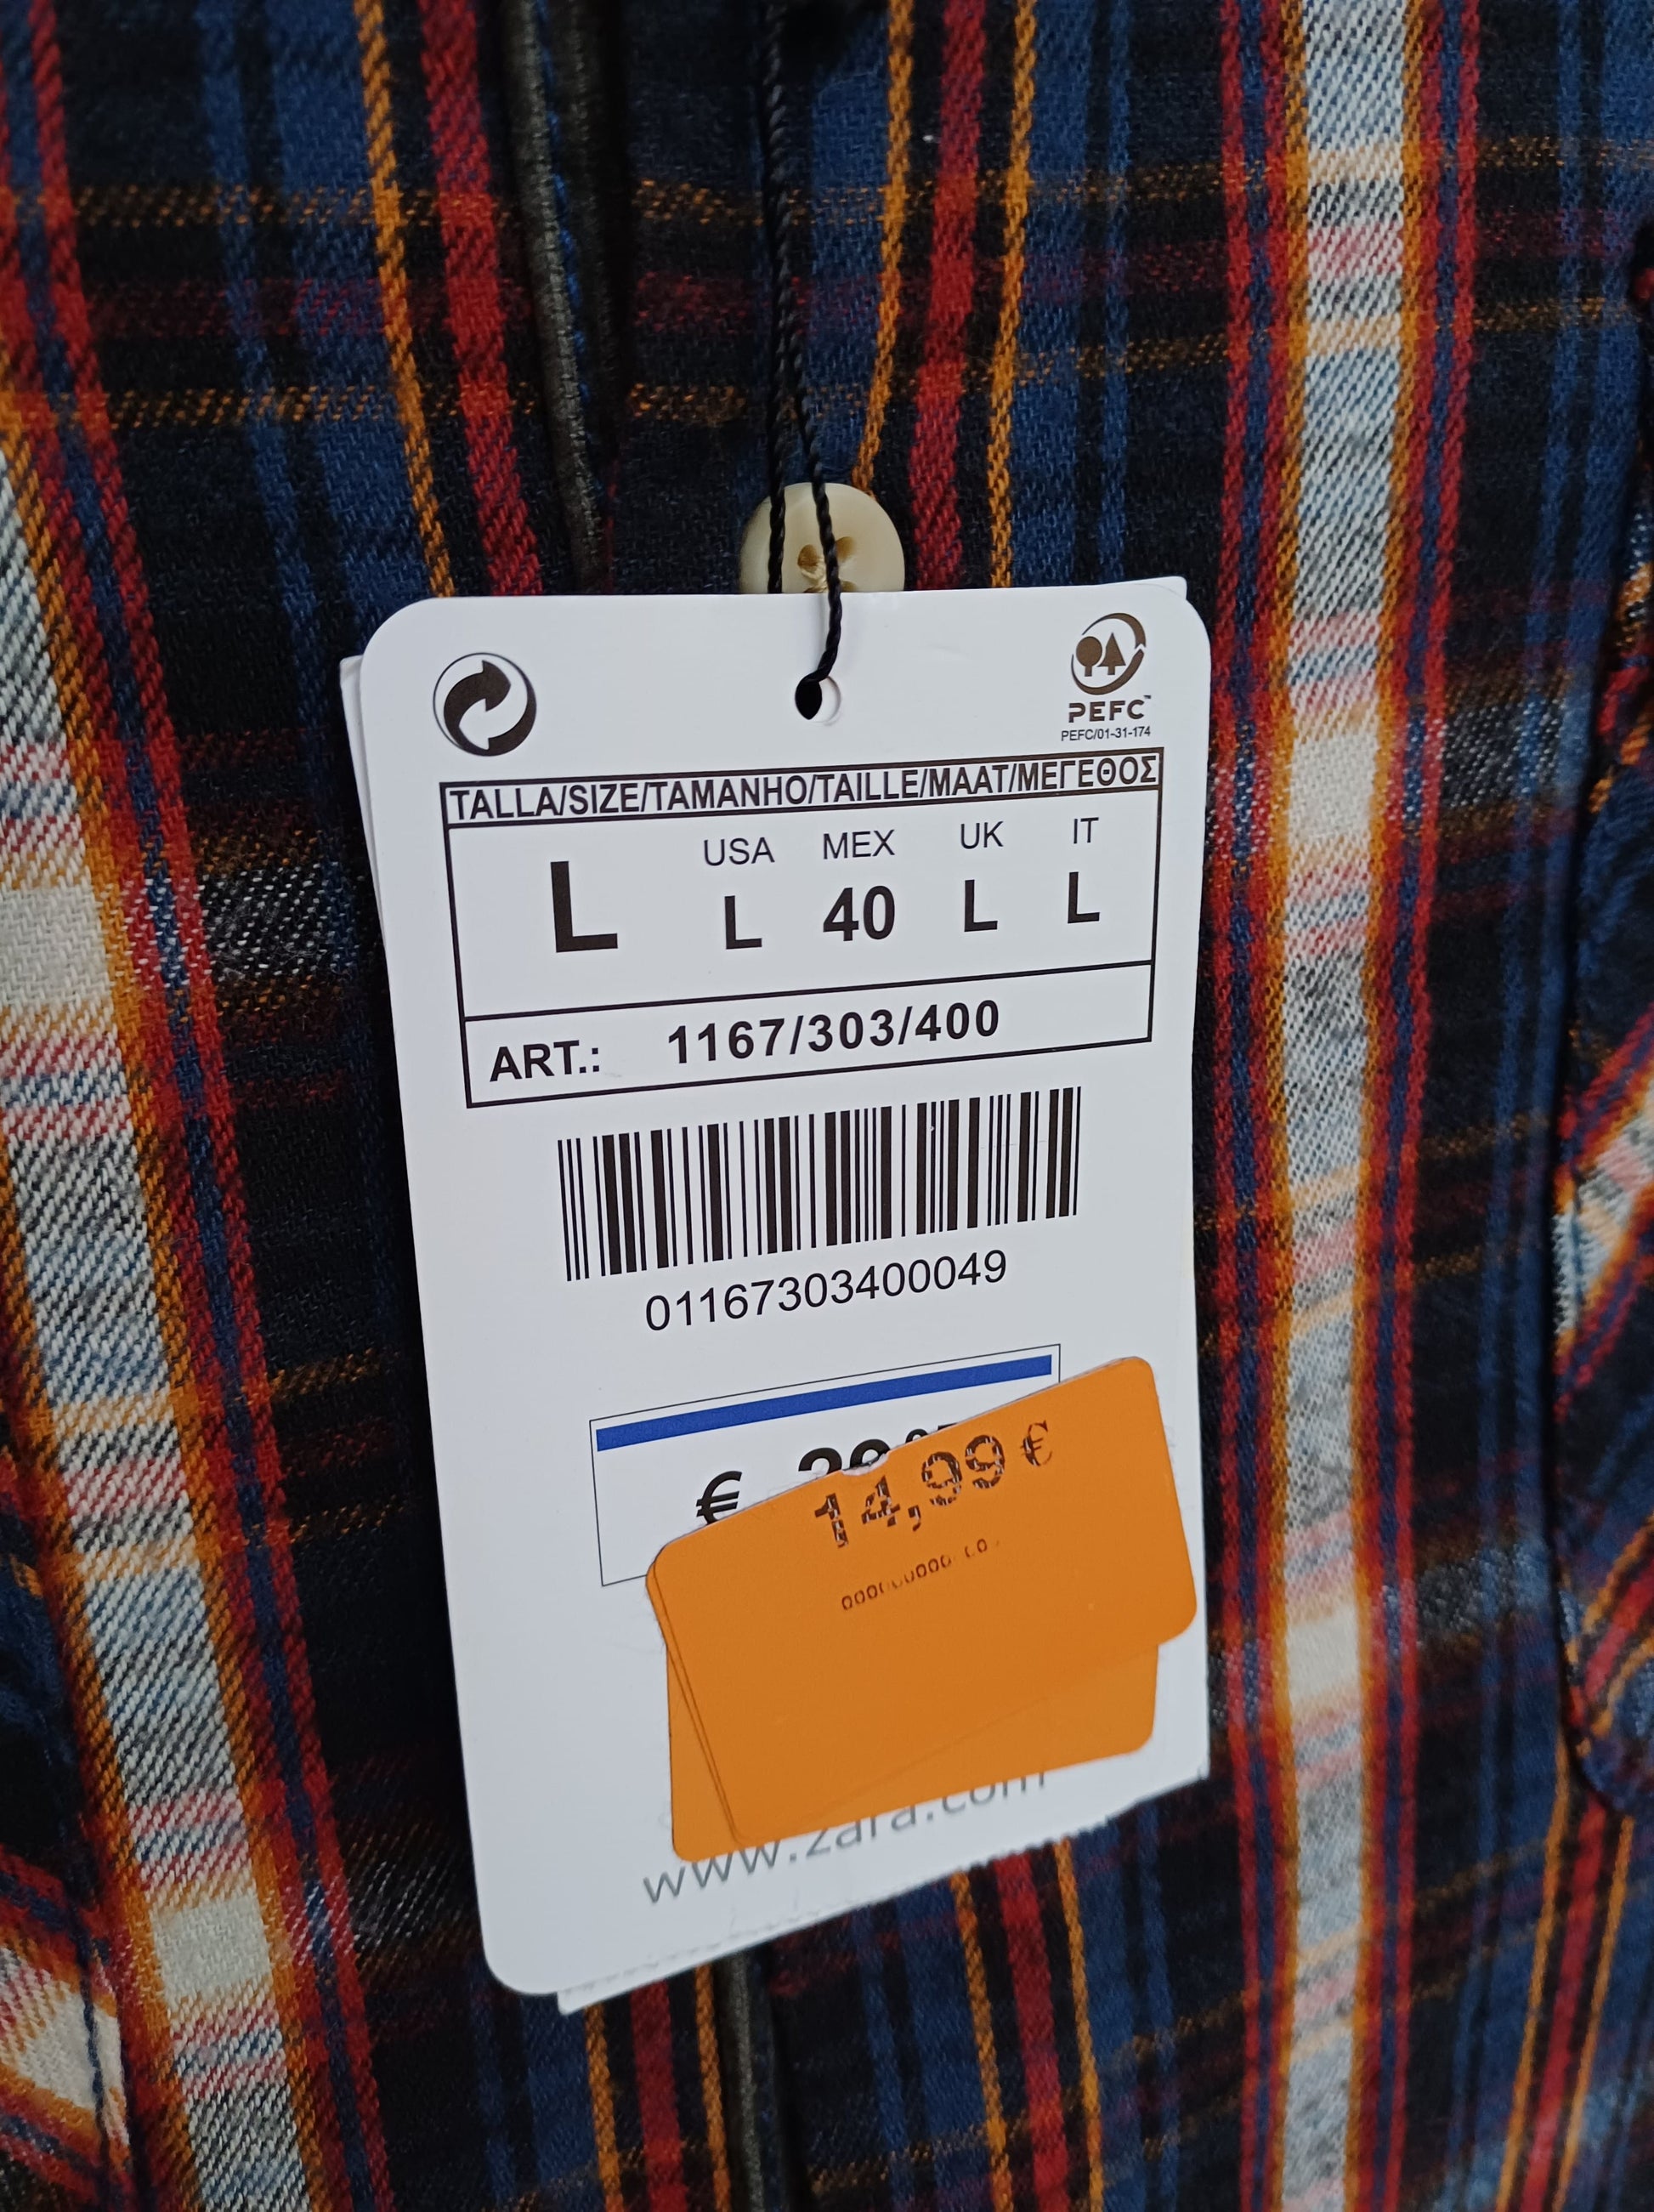 PEFC™
PEFC/01-31-174
TALLA/SIZE/TAMANHO/TAILLE/MAAT/ΜΕΓΕΘΟΣ
USA MEX UK IT
L L 40 L L
ART.: 1167/303/400
01167303400049
€
14,99 €
www.zara.com